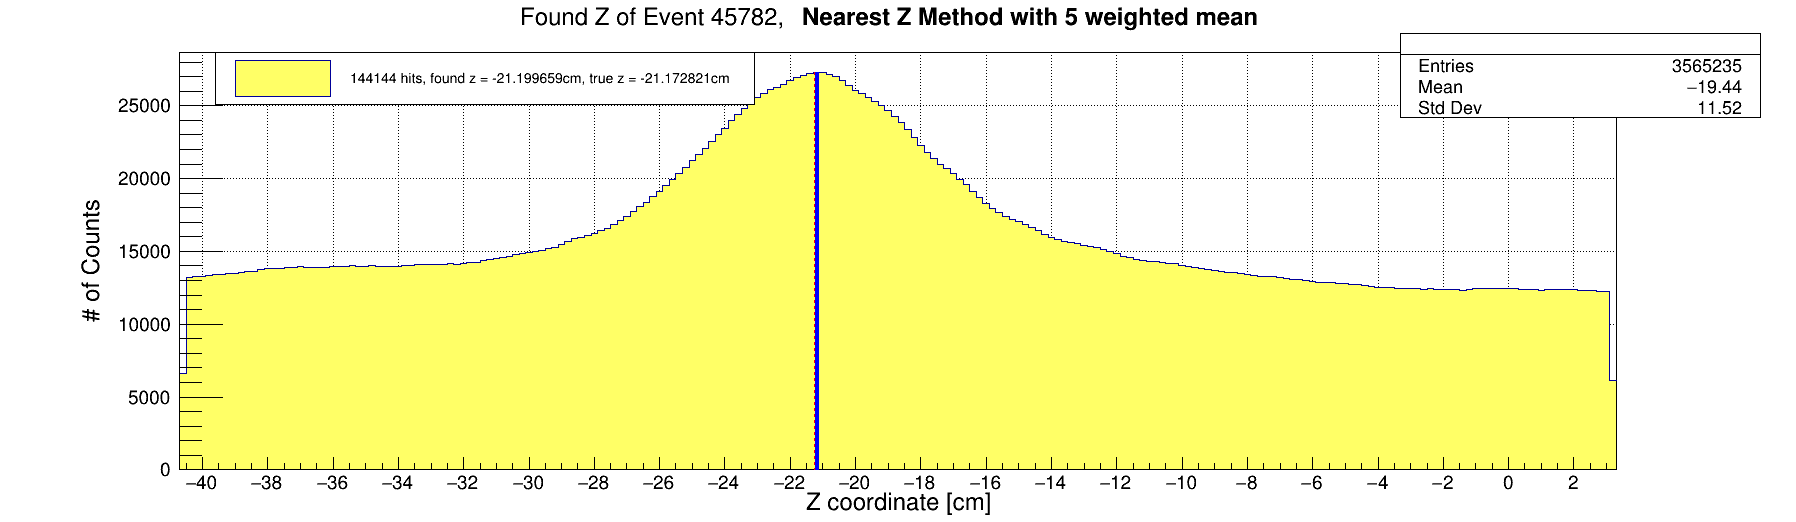 Found Z of Event 45782, Nearest Z Method with 5 weighted mean
144144 hits, found z = -21.199659cm, true z = -21.172821cm
Entries 3565235
Mean −19.44
Std Dev 11.52
# of Counts
25000
20000
15000
10000
5000
0
−40 −38 −36 −34 −32 −30 −28 −26 −24 −22 −20 −18 −16 −14 −12 −10 −8 −6 −4 −2 0 2
Z coordinate [cm]